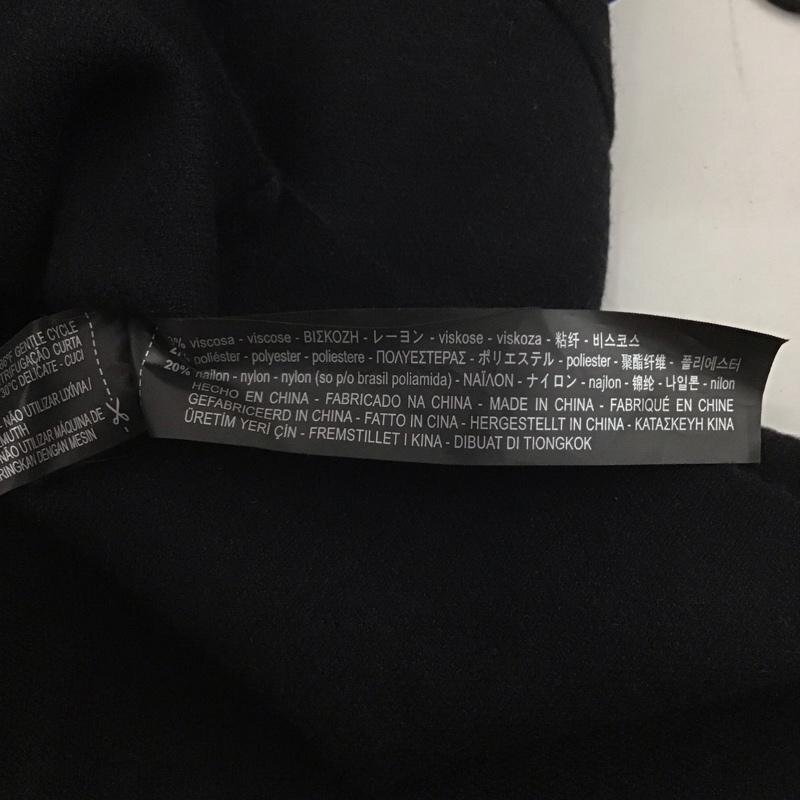 GENTLE CYCLE
CURTA
30°C DELICATE - CUCI
NÃO UTILIZAR LIXÍVIA /
NÃO UTILIZAR MÁQUINA DE
DENGAN MESIN
viscosa - viscose - ΒΙΣΚΟΖΗ - レーヨン - viskose - viskoza - 粘纤 - 비스코스
poliéster - polyester - poliestere - ΠΟΛΥΕΣΤΕΡΑΣ - ポリエステル - poliester - 聚酯纤维 - 폴리에스터
20% nailon - nylon - nylon (so p/o brasil poliamida) - ΝΑΪΛΟΝ - ナイロン - najlon - 锦纶 - 나일론 - nilon
HECHO EN CHINA - FABRICADO NA CHINA - MADE IN CHINA - FABRIQUÉ EN CHINE
GEFABRICEERD IN CHINA - FATTO IN CINA - HERGESTELLT IN CHINA - ΚΑΤΑΣΚΕΥΗ ΚΙΝΑ
ÜRETİM YERİ ÇİN - FREMSTILLET I KINA - DIBUAT DI TIONGKOK